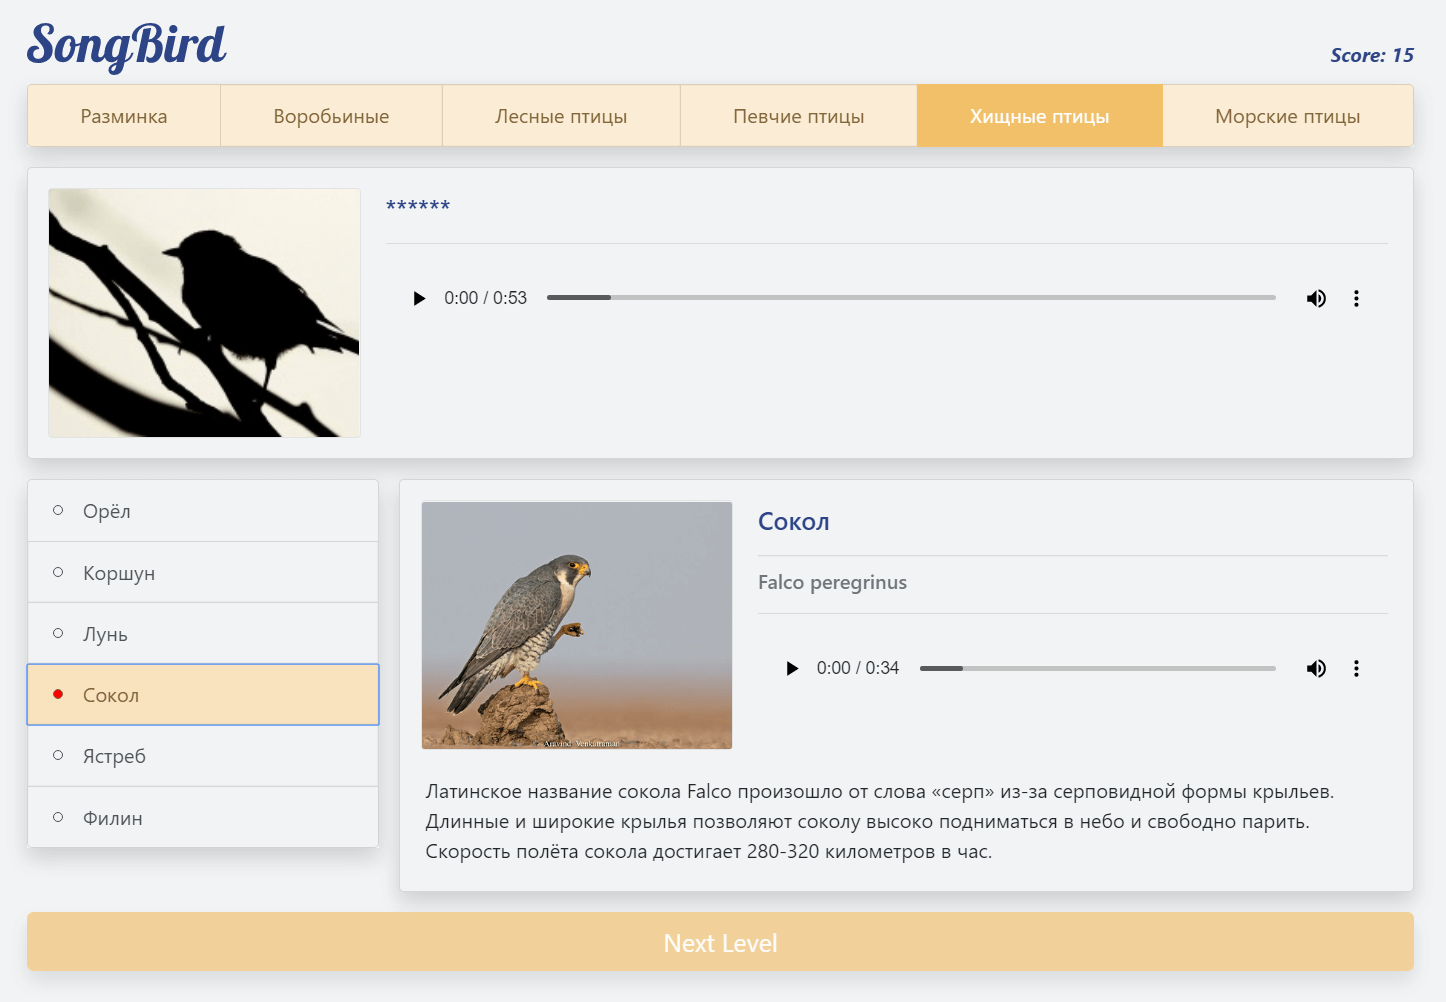 SongBird
Score: 15
Разминка
Воробьиные
Лесные птицы
Певчие птицы
Хищные птицы
Морские птицы
******
0:00 / 0:53
Орёл
Коршун
Лунь
Сокол
Ястреб
Филин
Aravind Venkatraman
Сокол
Falco peregrinus
0:00 / 0:34
Латинское название сокола Falco произошло от слова «серп» из-за серповидной формы крыльев.
Длинные и широкие крылья позволяют соколу высоко подниматься в небо и свободно парить.
Скорость полёта сокола достигает 280-320 километров в час.
Next Level